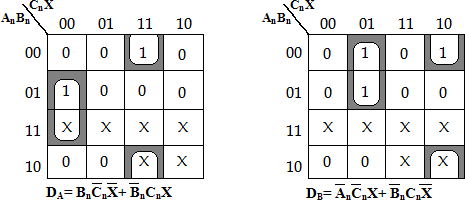 CnX CnX
AnBn 00 01 11 10 AnBn 00 01 11 10
00 0 0 1 0 00 0 1 0 1
01 1 0 0 0 01 0 1 0 0
11 X X X X 11 X X X X
10 0 0 X X 10 0 0 X X
DA= BnC̅nX̅+ B̅nCnX DB= A̅nC̅nX+ B̅nCnX̅